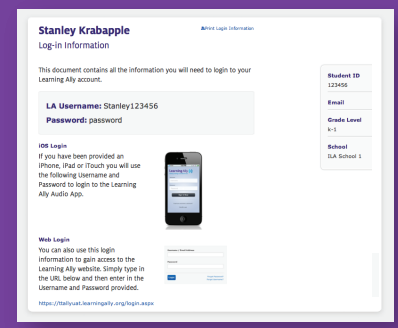 Stanley Krabapple
Print Login Information
Log-in Information
This document contains all the information you will need to login to your
Learning Ally account.
LA Username: Stanley123456
Password: password
iOS Login
If you have been provided an
iPhone, iPad or iTouch you will use
the following Username and
Password to login to the Learning
Ally Audio App.
Web Login
You can also use this login
information to gain access to the
Learning Ally website. Simply type in
the URL below and then enter in the
Username and Password provided.
https://ttallyuat.learningally.org/login.aspx
Student ID
123456
Email
Grade Level
k-1
School
ILA School 1